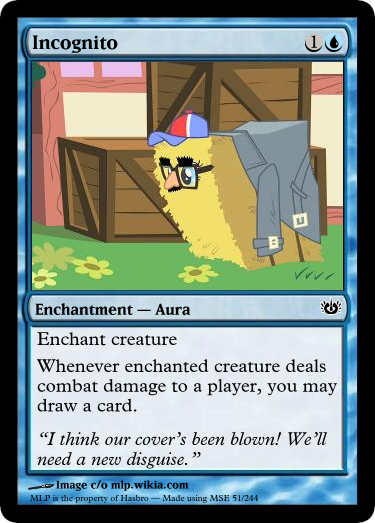 Incognito 1
Enchantment — Aura
Enchant creature
Whenever enchanted creature deals
combat damage to a player, you may
draw a card.
“I think our cover's been blown! We'll
need a new disguise.”
Image c/o mlp.wikia.com
MLP is the property of Hasbro — Made using MSE 51/244